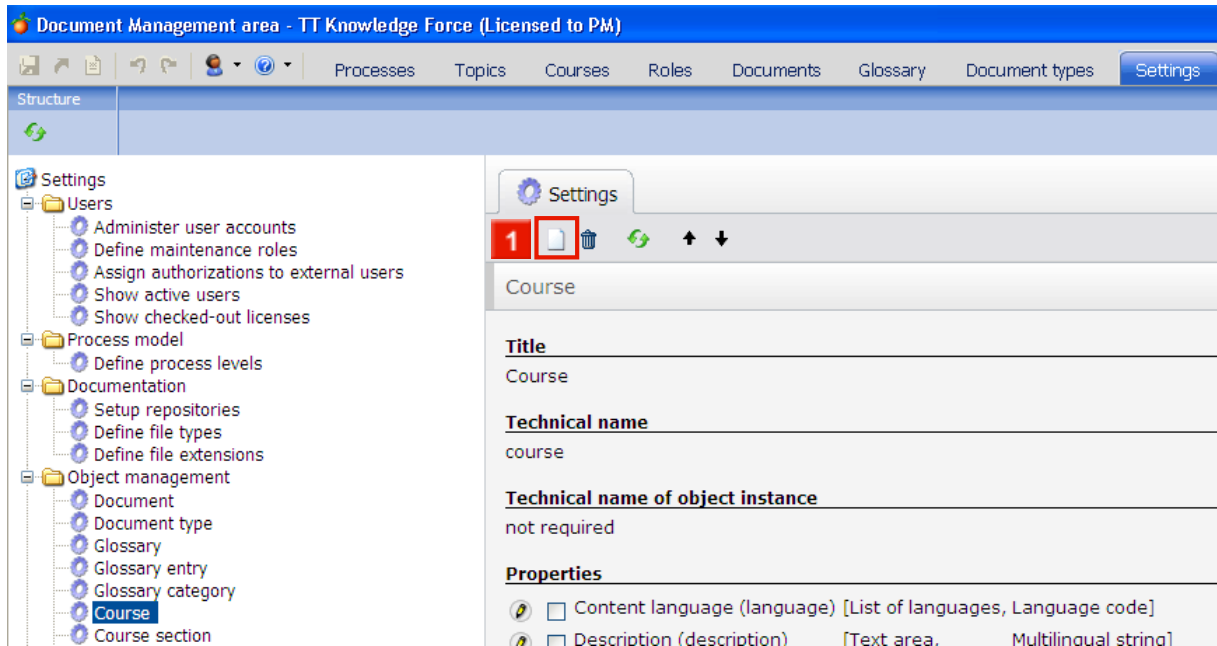 Document Management area - TT Knowledge Force (Licensed to PM)
Processes Topics Courses Roles Documents Glossary Document types Settings
Structure
Settings
Users
Administer user accounts
Define maintenance roles
Assign authorizations to external users
Show active users
Show checked-out licenses
Process model
Define process levels
Documentation
Setup repositories
Define file types
Define file extensions
Object management
Document
Document type
Glossary
Glossary entry
Glossary category
Course
Course section
Settings
1
Course
Title
Course
Technical name
course
Technical name of object instance
not required
Properties
Content language (language) [List of languages, Language code]
Description (description) [Text area, Multilingual string]